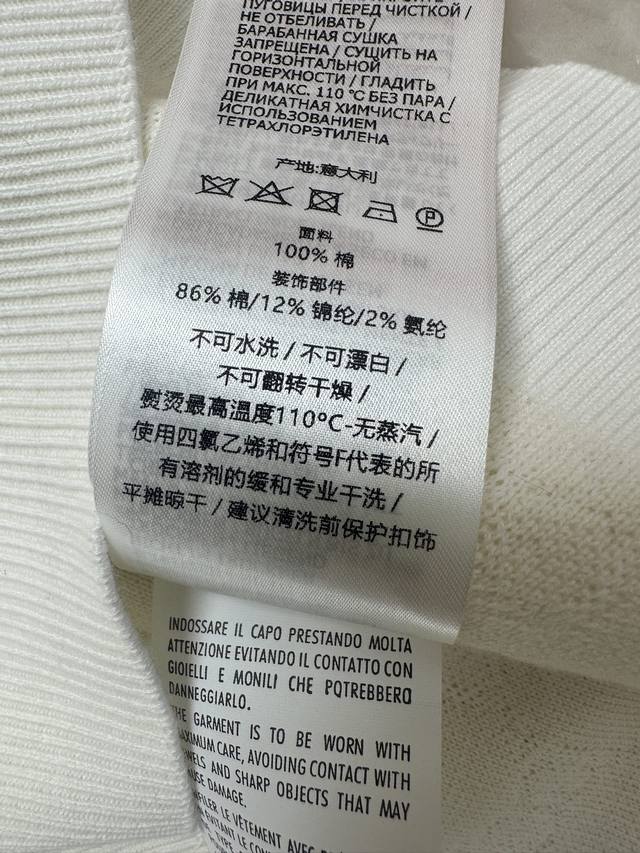 ПУГОВИЦЫ ПЕРЕД ЧИСТКОЙ /
НЕ ОТБЕЛИВАТЬ /
БАРАБАННАЯ СУШКА
ЗАПРЕЩЕНА / СУЩИТЬ НА
ГОРИЗОНТАЛЬНОЙ
ПОВЕРХНОСТИ / ГЛАДИТЬ
ПРИ МАКС. 110 °C БЕЗ ПАРА /
ДЕЛИКАТНАЯ ХИМЧИСТКА С
ИСПОЛЬЗОВАНИЕМ
ТЕТРАХЛОРЭТИЛЕНА
产地:意大利
P
面料
100% 棉
装饰部件
86% 棉/12% 锦纶/2% 氨纶
不可水洗 / 不可漂白 /
不可翻转干燥 /
熨烫最高温度110ºC-无蒸汽 /
使用四氯乙烯和符号F代表的所
有溶剂的缓和专业干洗 /
平摊晾干 / 建议清洗前保护扣饰
INDOSSARE IL CAPO PRESTANDO MOLTA
ATTENZIONE EVITANDO IL CONTATTO CON
GIOIELLI E MONILI CHE POTREBBERO
DANNEGGIARLO.
THE GARMENT IS TO BE WORN WITH
MAXIMUM CARE, AVOIDING CONTACT WITH
AND SHARP OBJECTS THAT MAY
DAMAGE.
LE VÊTEMENT AVEC